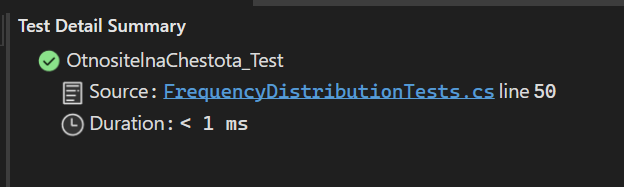 Test Detail Summary
OtnositelnaChestota_Test
Source: FrequencyDistributionTests.cs line 50
Duration: < 1 ms